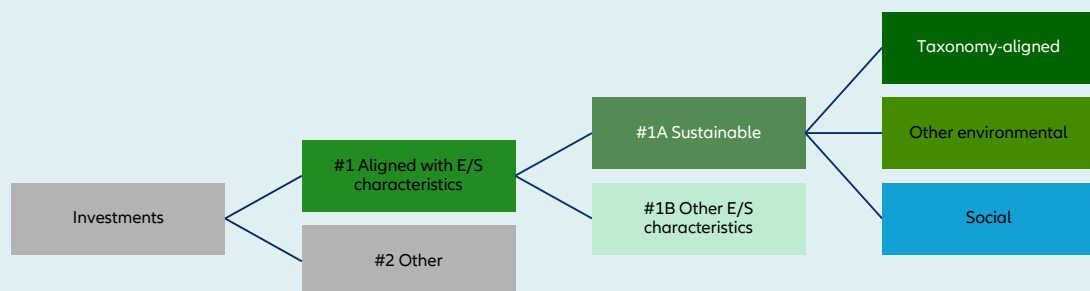 Investments
#1 Aligned with E/S
characteristics
#2 Other
#1A Sustainable
#1B Other E/S
characteristics
Taxonomy-aligned
Other environmental
Social